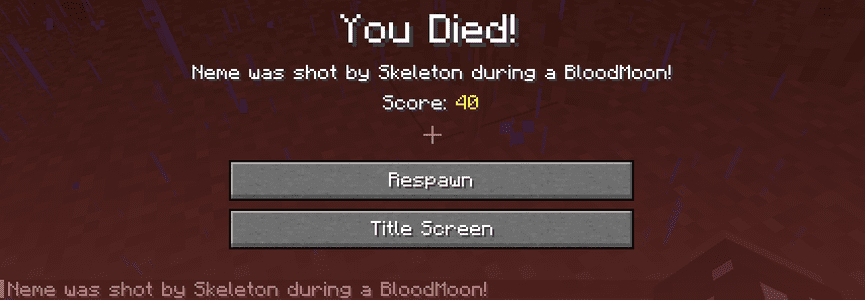 You Died!
Neme was shot by Skeleton during a BloodMoon!
Score: 40
Respawn
Title Screen
Neme was shot by Skeleton during a BloodMoon!